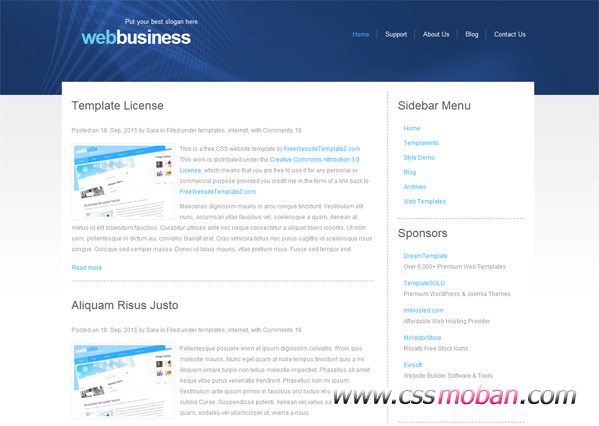 Put your best slogan here
webbusiness
Home
Support
About Us
Blog
Contact Us
Template License
Posted on 18. Sep, 2015 by Sara in Filed under templates, internet, with Comments 18
This is a free CSS website template by FreeWebsiteTemplateZ.com.
This work is distributed under the Creative Commons Attribution 3.0
License, which means that you are free to use it for any personal or
commercial purpose provided you credit me in the form of a link back to
FreeWebsiteTemplateZ.com.
Maecenas dignissim mauris in arcu congue tincidunt. Vestibulum elit
nunc, accumsan vitae faucibus vel, scelerisque a quam. Aenean at
metus id elit bibendum faucibus. Curabitur ultrices ante nec neque consectetur a aliquet libero lobortis. Ut nibh
sem, pellentesque in dictum eu, convallis blandit erat. Cras vehicula tellus nec purus sagittis id scelerisque risus
congue. Quisque sed semper massa. Donec id lacus mauris, vitae pretium risus. Fusce sed tempor erat.
Read more
Aliquam Risus Justo
Posted on 18. Sep, 2015 by Sara in Filed under templates, internet, with Comments 18
Pellentesque posuere enim et ipsum dignissim convallis. Proin quis
molestie mauris. Nunc eget quam at nulla tempus tincidunt quis a mi.
Aliquam ornare turpis non tellus molestie imperdiet. Phasellus sit amet
neque vitae purus venenatis hendrerit. Phasellus non mi ipsum.
Vestibulum ante ipsum primis in faucibus orci luctus et
cubilia Curae; Suspendisse potenti. Aenean vel varius
quam, sodales vel ullamcorper ut, viverra a risus.
Sidebar Menu
Home
TemplateInfo
Style Demo
Blog
Archives
Web Templates
Sponsors
DreamTemplate
Over 6,000+ Premium Web Templates
TemplateSOLD
Premium WordPress & Joomla Themes
ImHosted.com
Affordable Web Hosting Provider
MyVectorStore
Royalty Free Stock Icons
Evrsoft
Website Builder Software & Tools
www.cssmoban.com